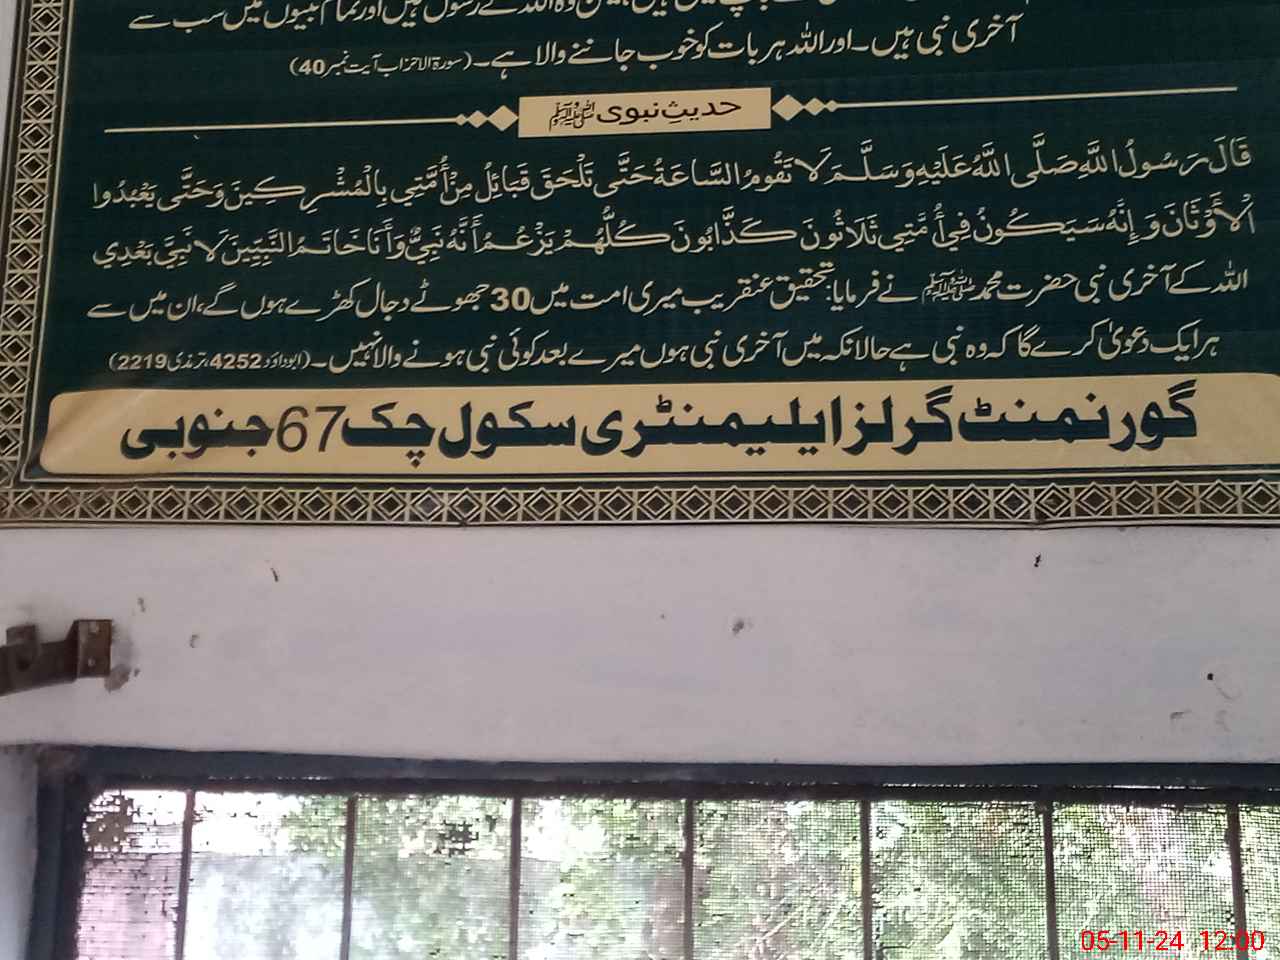 آخری نبی ہیں۔ اور اللہ ہر بات کو خوب جاننے والا ہے۔ (سورۃ الاحزاب آیت نمبر 40)
حدیثِ نبوی ﷺ
قَالَ رَسُولُ اللَّهِ صَلَّى اللَّهُ عَلَيْهِ وَسَلَّمَ لَا تَقُومُ السَّاعَةُ حَتَّى تَلْحَقَ قَبَائِلُ مِنْ أُمَّتِي بِالْمُشْرِكِينَ وَحَتَّى يَعْبُدُوا
الْأَوْثَانَ وَإِنَّهُ سَيَكُونُ فِي أُمَّتِي ثَلَاثُونَ كَذَّابُونَ كُلُّهُمْ يَزْعُمُ أَنَّهُ نَبِيٌّ وَأَنَا خَاتَمُ النَّبِيِّينَ لَا نَبِيَّ بَعْدِي
اللہ کے آخری نبی حضرت محمد ﷺ نے فرمایا: تحقیق عنقریب میری امت میں 30 جھوٹے دجال کھڑے ہوں گے، ان میں سے
ہر ایک دعویٰ کرے گا کہ وہ نبی ہے حالانکہ میں آخری نبی ہوں میرے بعد کوئی نبی ہونے والا نہیں۔ (ابوداؤد 4252، ترمذی 2219)
گورنمنٹ گرلز ایلیمنٹری سکول چک 67 جنوبی
05-11-24 12:00